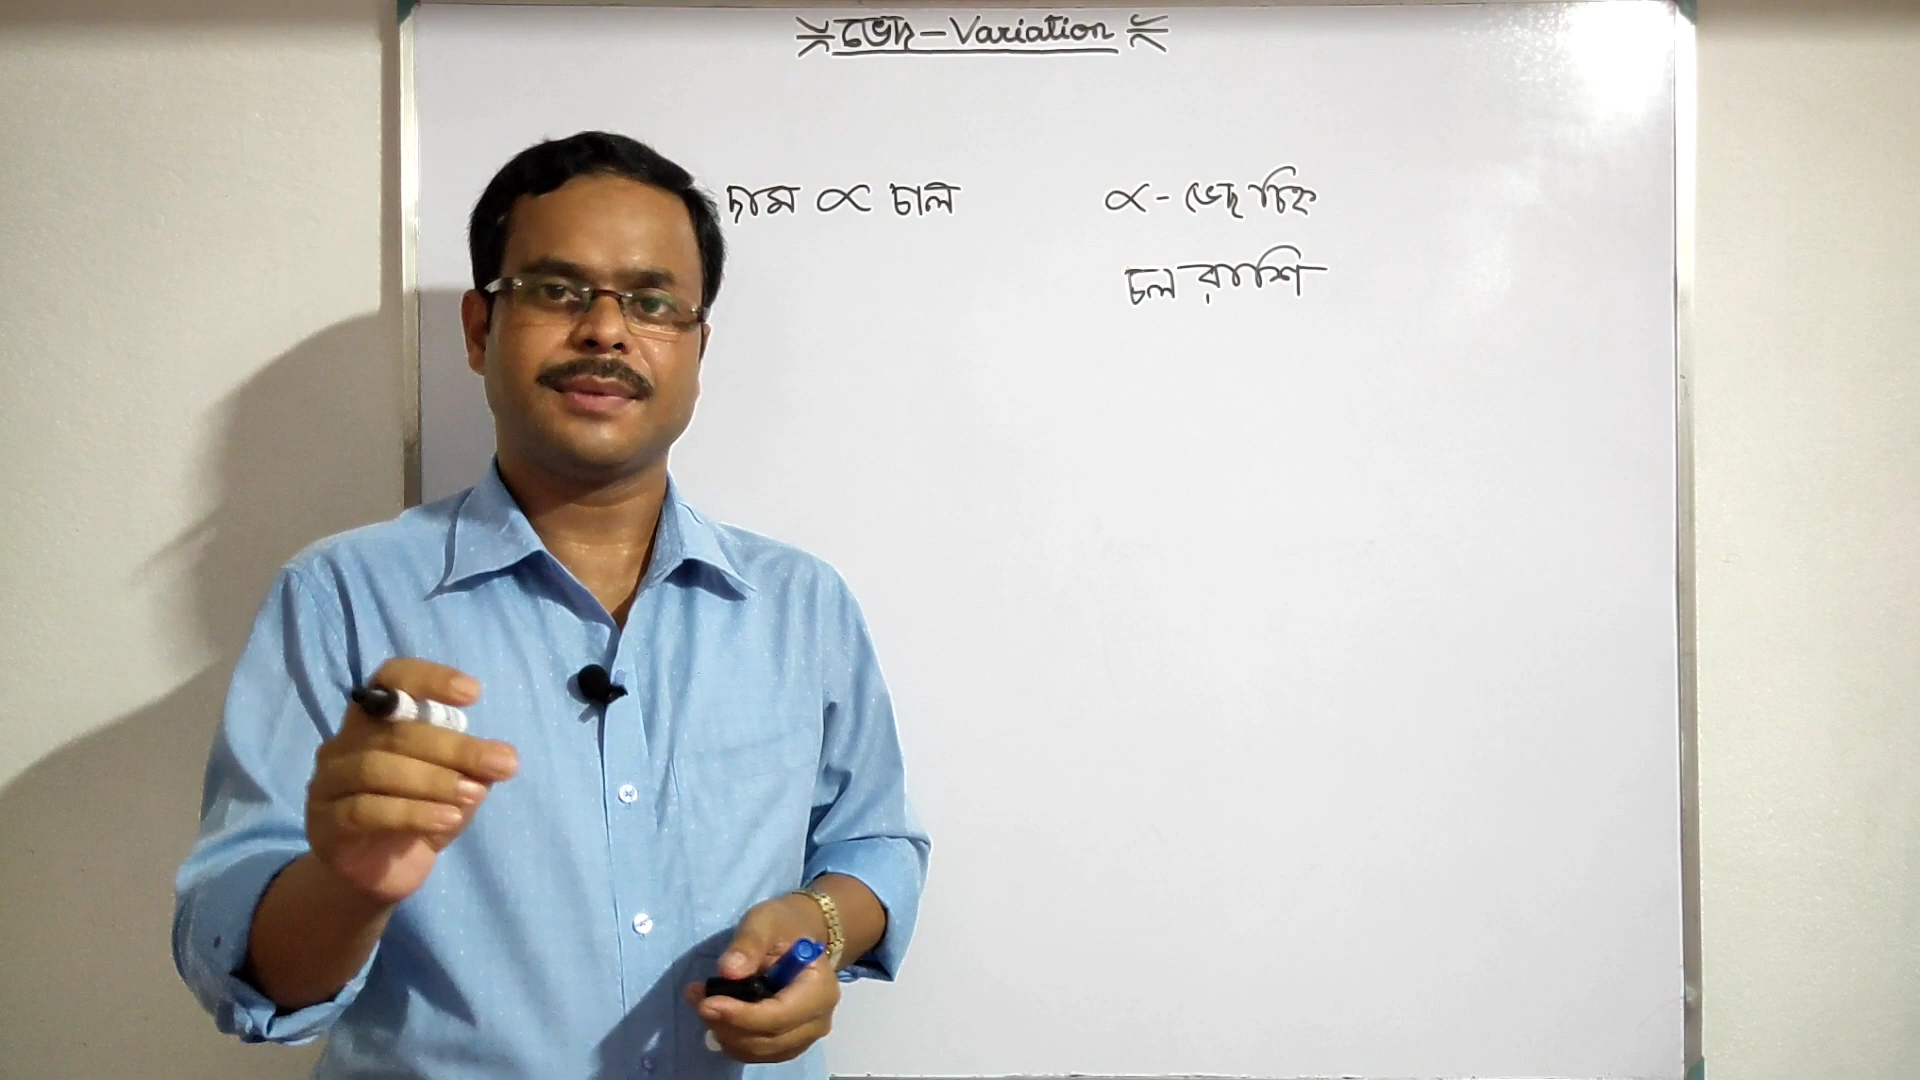 ভেদ - Variation
দাম ∝ চাল
∝ - ভেদ চিহ্ন
চল রাশি